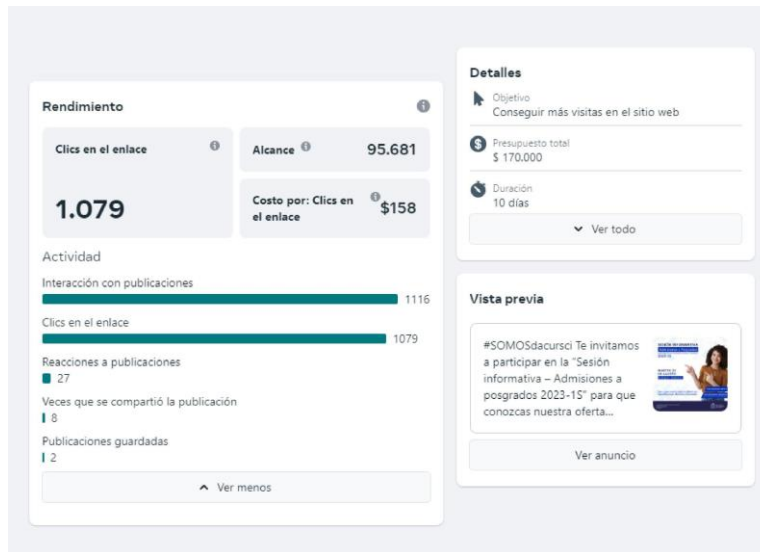 Rendimiento
Clics en el enlace
1.079
Alcance
95.681
Costo por: Clics en
el enlace
$158
Actividad
Interacción con publicaciones
1116
Clics en el enlace
1079
Reacciones a publicaciones
27
Veces que se compartió la publicación
8
Publicaciones guardadas
2
Ver menos
Detalles
Objetivo
Conseguir más visitas en el sitio web
Presupuesto total
$ 170.000
Duración
10 días
Ver todo
Vista previa
#SOMOSdacursci Te invitamos
a participar en la "Sesión
informativa – Admisiones a
posgrados 2023-1S" para que
conozcas nuestra oferta...
SESIÓN INFORMATIVA
Ver anuncio